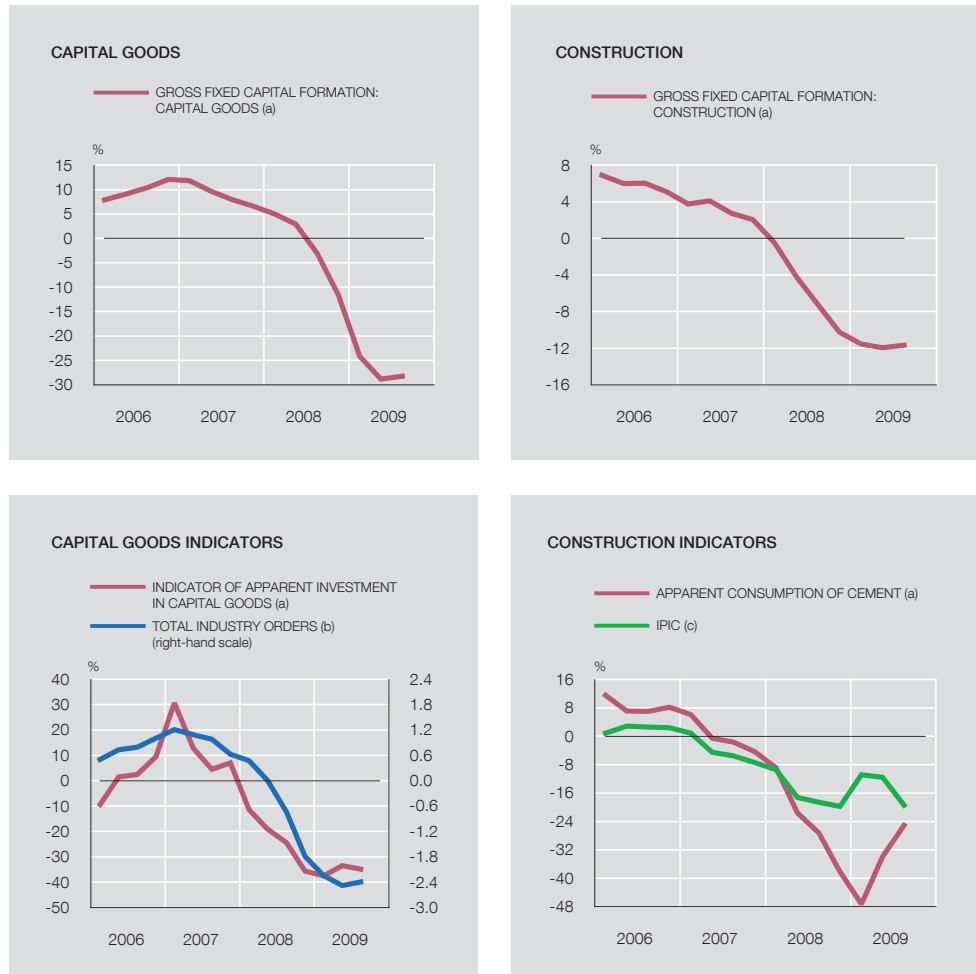 CAPITAL GOODS
GROSS FIXED CAPITAL FORMATION:
CAPITAL GOODS (a)
%
15
10
5
0
-5
-10
-15
-20
-25
-30
2006 2007 2008 2009
CONSTRUCTION
GROSS FIXED CAPITAL FORMATION:
CONSTRUCTION (a)
%
8
4
0
-4
-8
-12
-16
2006 2007 2008 2009
CAPITAL GOODS INDICATORS
INDICATOR OF APPARENT INVESTMENT
IN CAPITAL GOODS (a)
TOTAL INDUSTRY ORDERS (b)
(right-hand scale)
%
40 2.4
30 1.8
20 1.2
10 0.6
0 0.0
-10 -0.6
-20 -1.2
-30 -1.8
-40 -2.4
-50 -3.0
2006 2007 2008 2009
CONSTRUCTION INDICATORS
APPARENT CONSUMPTION OF CEMENT (a)
IPIC (c)
%
16
8
0
-8
-16
-24
-32
-40
-48
2006 2007 2008 2009